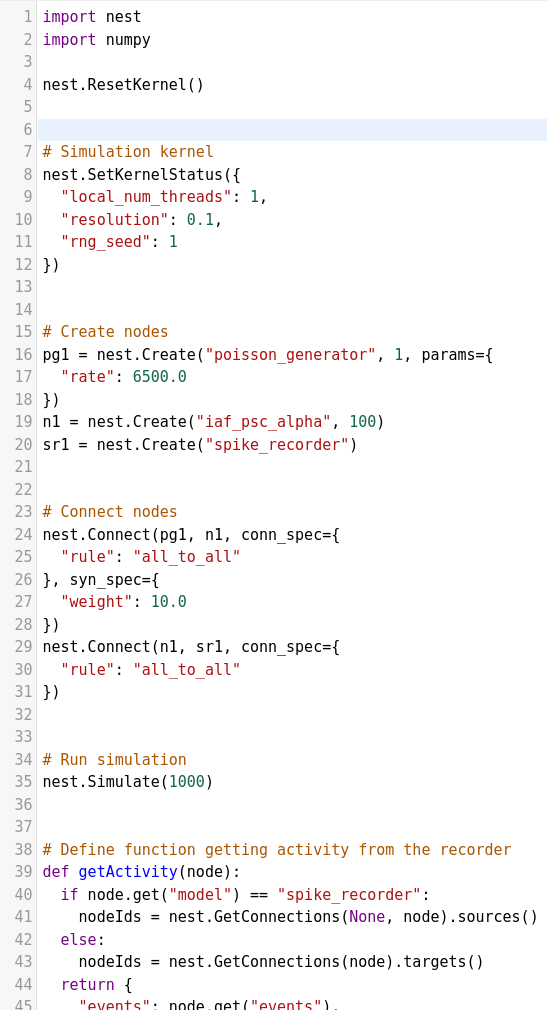 1 import nest
2 import numpy
3
4 nest.ResetKernel()
5
6
7 # Simulation kernel
8 nest.SetKernelStatus({
9   "local_num_threads": 1,
10   "resolution": 0.1,
11   "rng_seed": 1
12 })
13
14
15 # Create nodes
16 pg1 = nest.Create("poisson_generator", 1, params={
17   "rate": 6500.0
18 })
19 n1 = nest.Create("iaf_psc_alpha", 100)
20 sr1 = nest.Create("spike_recorder")
21
22
23 # Connect nodes
24 nest.Connect(pg1, n1, conn_spec={
25   "rule": "all_to_all"
26 }, syn_spec={
27   "weight": 10.0
28 })
29 nest.Connect(n1, sr1, conn_spec={
30   "rule": "all_to_all"
31 })
32
33
34 # Run simulation
35 nest.Simulate(1000)
36
37
38 # Define function getting activity from the recorder
39 def getActivity(node):
40   if node.get("model") == "spike_recorder":
41     nodeIds = nest.GetConnections(None, node).sources()
42   else:
43     nodeIds = nest.GetConnections(node).targets()
44   return {
45     "events": node.get("events"),